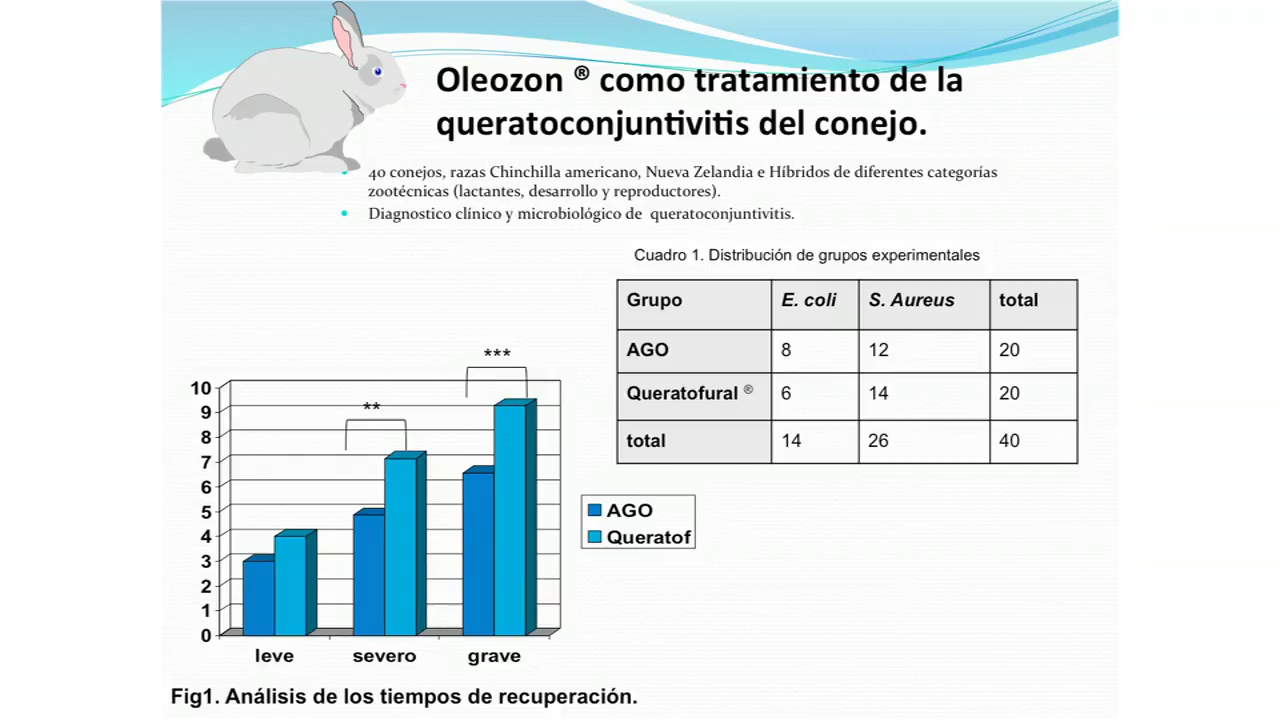 Oleozon ® como tratamiento de la
queratoconjuntivitis del conejo.
40 conejos, razas Chinchilla americano, Nueva Zelandia e Híbridos de diferentes categorías
zootécnicas (lactantes, desarrollo y reproductores).
Diagnostico clínico y microbiológico de queratoconjuntivitis.
Cuadro 1. Distribución de grupos experimentales
Grupo E. coli S. Aureus total
AGO 8 12 20
Queratofural ® 6 14 20
total 14 26 40
***
**
10
9
8
7
6
5
4
3
2
1
0
leve severo grave
AGO
Queratof
Fig1. Análisis de los tiempos de recuperación.